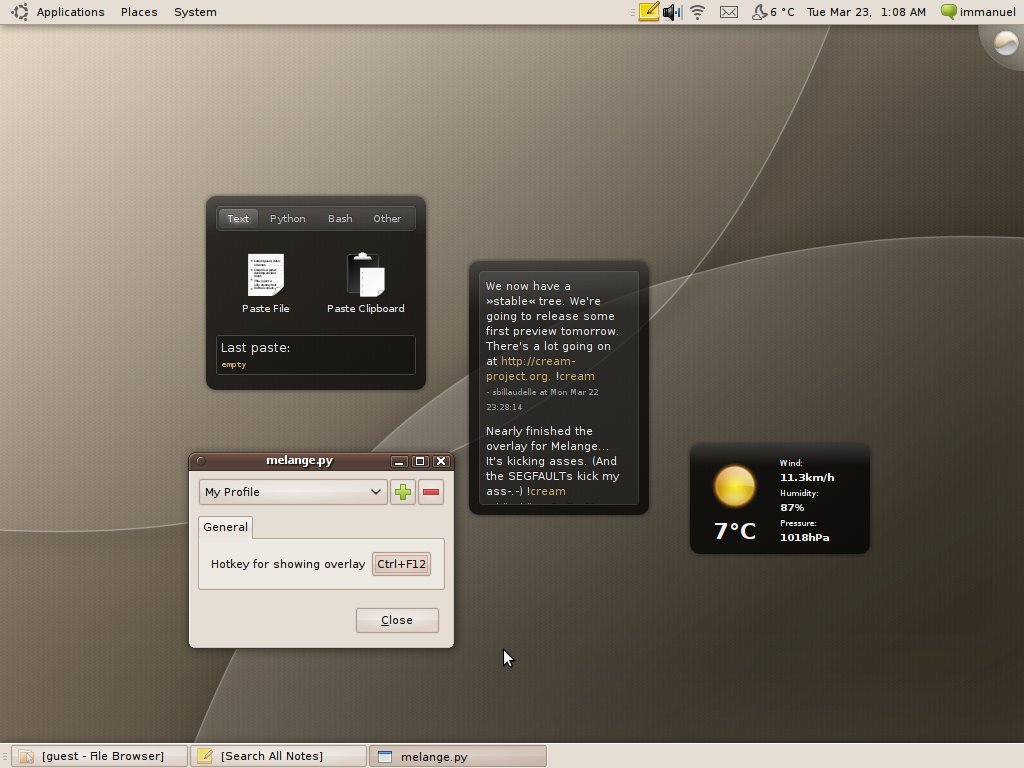 Applications Places System
6 °C Tue Mar 23, 1:08 AM immanuel
Text Python Bash Other
Paste File Paste Clipboard
Last paste:
empty
We now have a
»stable« tree. We're
going to release some
first preview tomorrow.
There's a lot going on
at http://cream-
project.org. !cream
- sbillaudelle at Mon Mar 22
23:28:14
Nearly finished the
overlay for Melange...
It's kicking asses. (And
the SEGFAULTs kick my
ass-.-) !cream
Wind:
11.3km/h
Humidity:
87%
Pressure:
1018hPa
7°C
melange.py
My Profile
General
Hotkey for showing overlay Ctrl+F12
Close
[guest - File Browser] [Search All Notes] melange.py